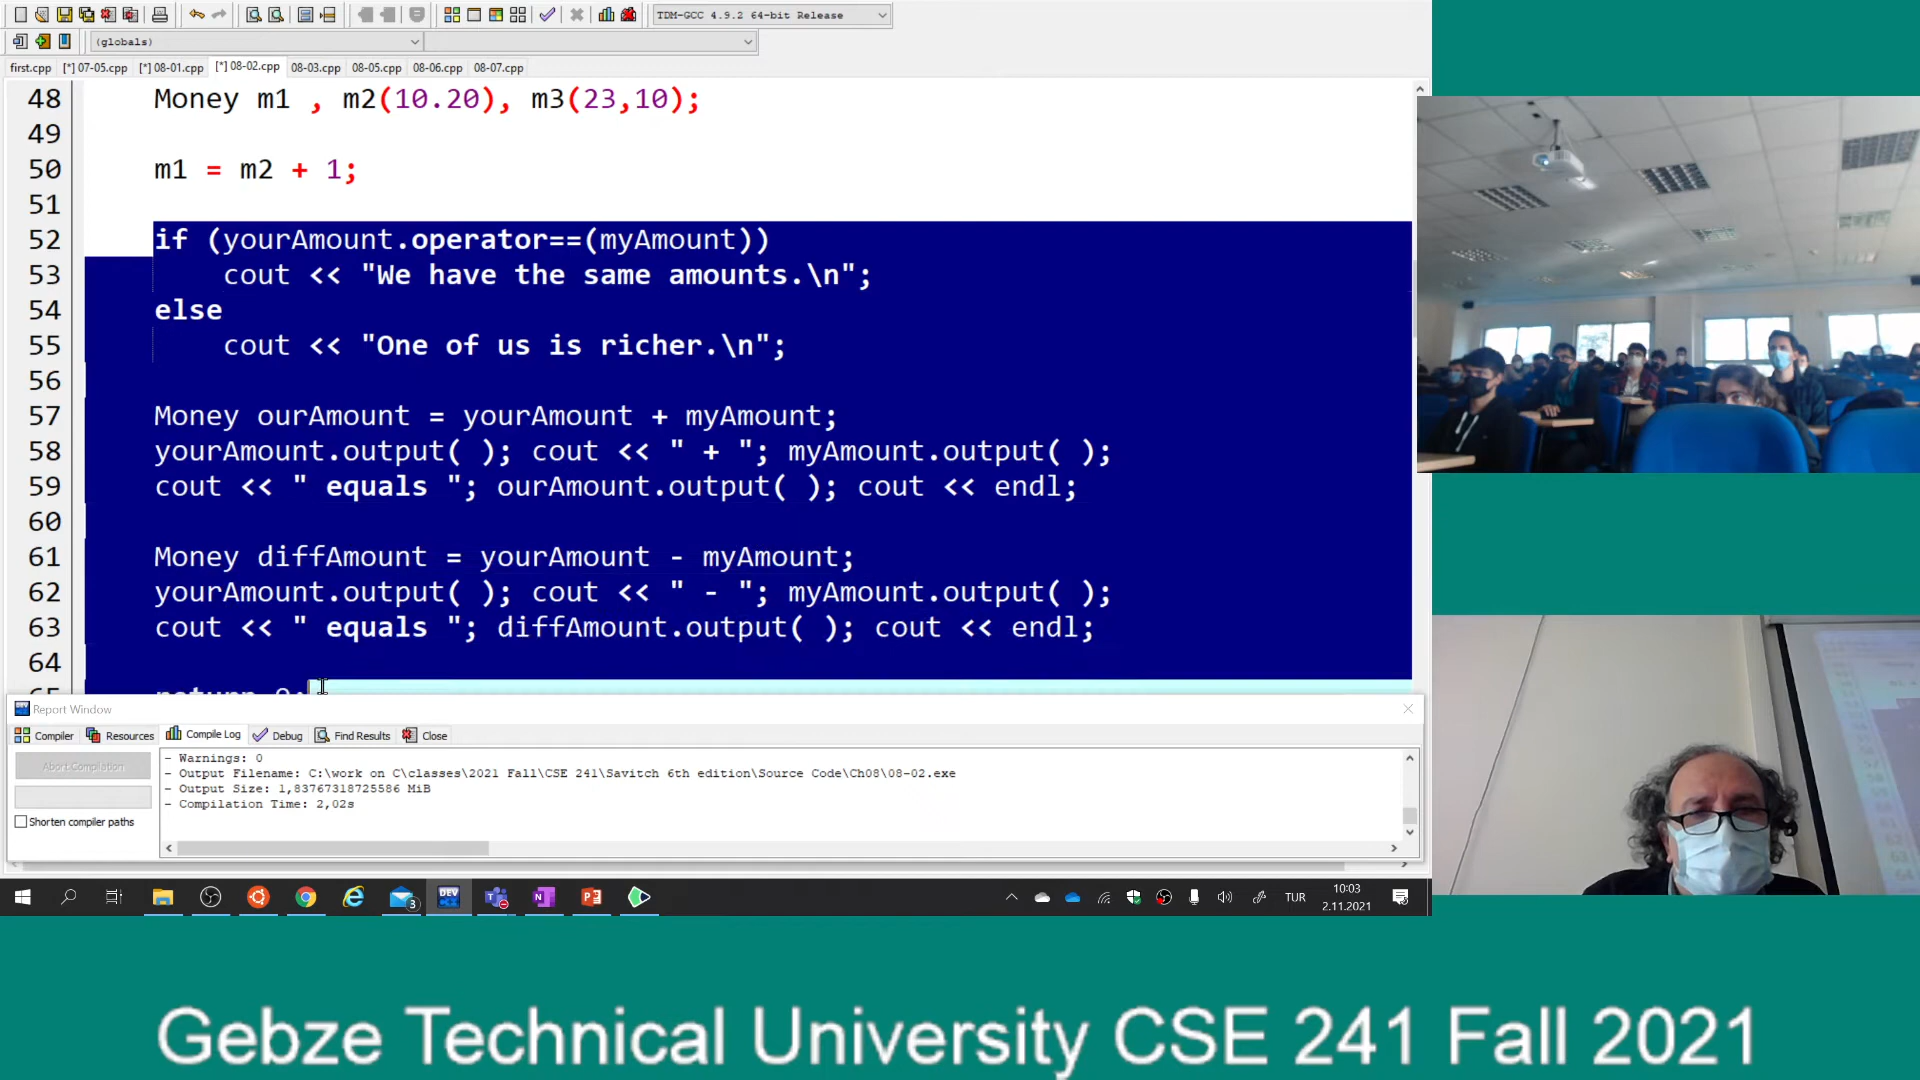 TDM-GCC 4.9.2 64-bit Release
(globals)
first.cpp [*] 07-05.cpp [*] 08-01.cpp [*] 08-02.cpp 08-03.cpp 08-05.cpp 08-06.cpp 08-07.cpp
48 Money m1 , m2(10.20), m3(23,10);
49
50 m1 = m2 + 1;
51
52 if (yourAmount.operator==(myAmount))
53 cout << "We have the same amounts.\n";
54 else
55 cout << "One of us is richer.\n";
56
57 Money ourAmount = yourAmount + myAmount;
58 yourAmount.output( ); cout << " + "; myAmount.output( );
59 cout << " equals "; ourAmount.output( ); cout << endl;
60
61 Money diffAmount = yourAmount - myAmount;
62 yourAmount.output( ); cout << " - "; myAmount.output( );
63 cout << " equals "; diffAmount.output( ); cout << endl;
64
65 return 0;
Report Window
Compiler Resources Compile Log Debug Find Results Close
Abort Compilation
Shorten compiler paths
- Warnings: 0
- Output Filename: C:\work on C\classes\2021 Fall\CSE 241\Savitch 6th edition\Source Code\Ch08\08-02.exe
- Output Size: 1,83767318725586 MiB
- Compilation Time: 2,02s
DEV
3
TUR
10:03
2.11.2021
Gebze Technical University CSE 241 Fall 2021